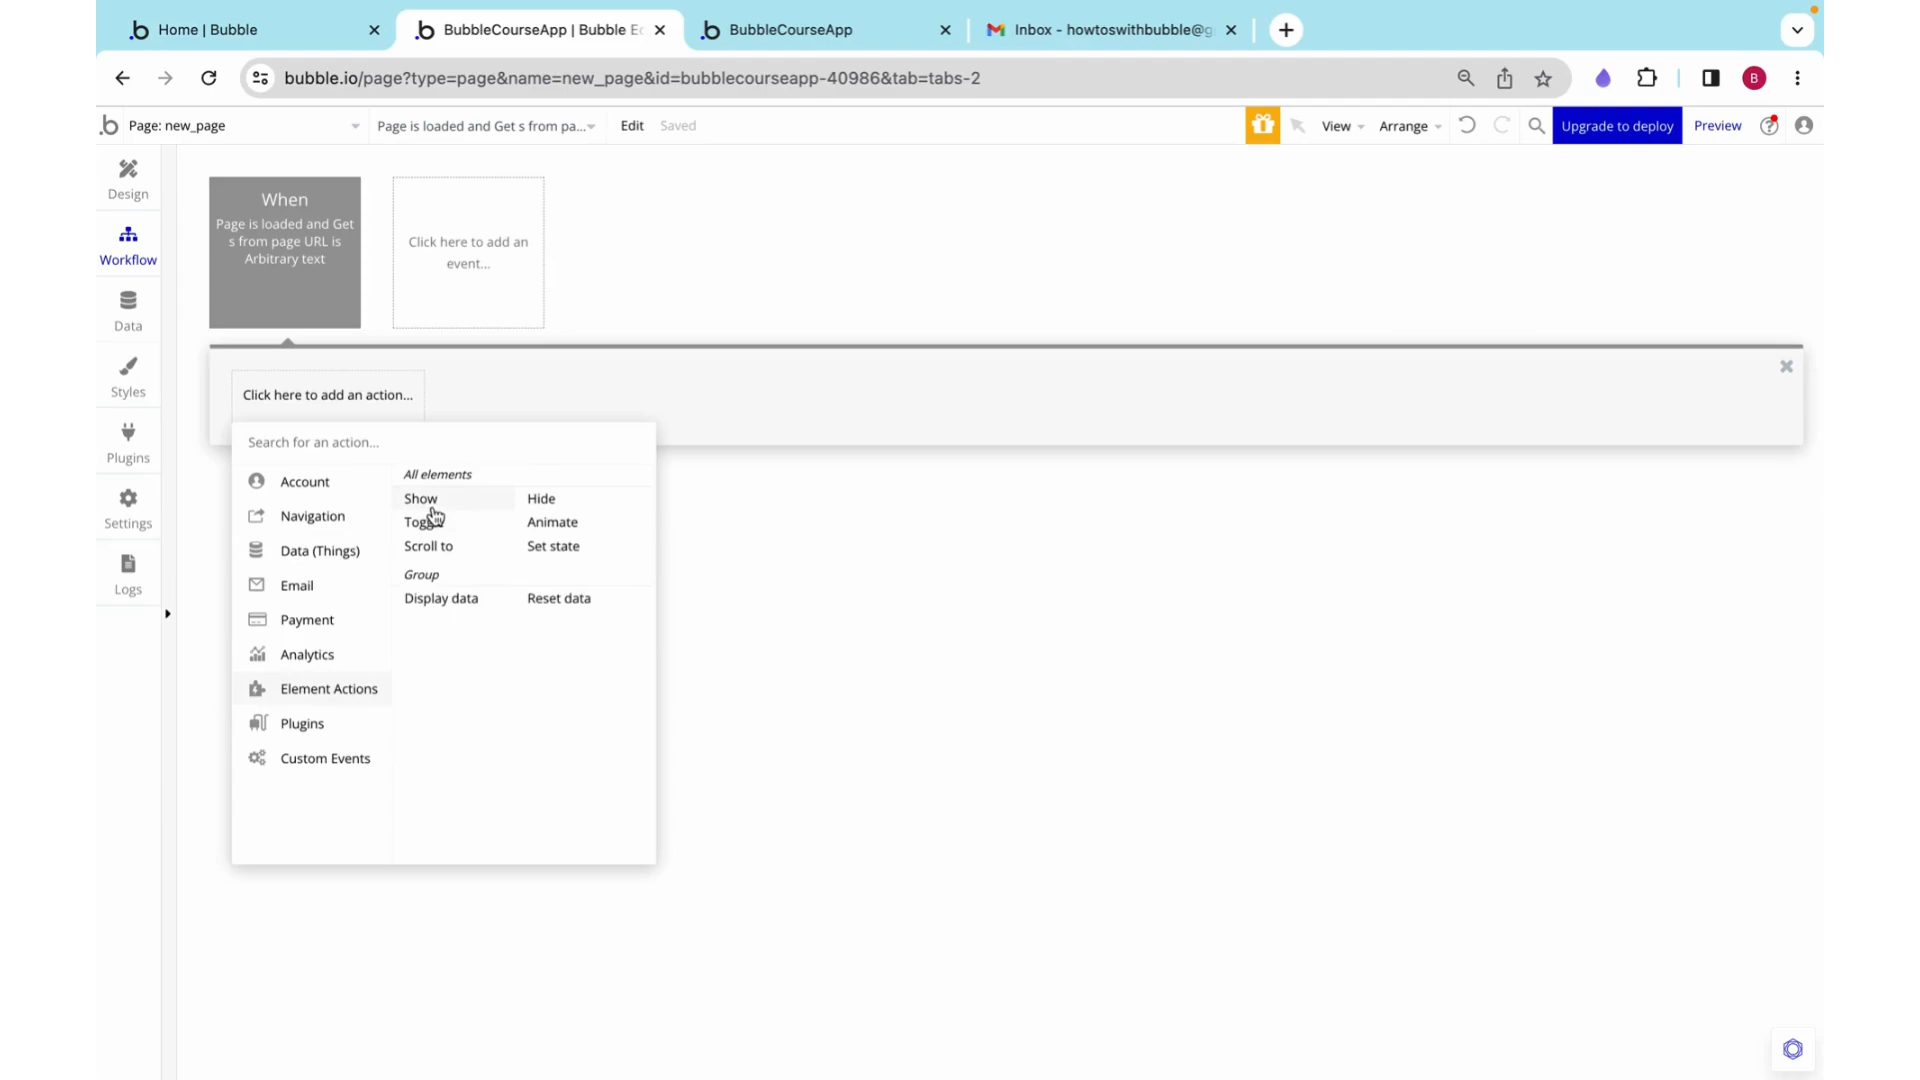 Home | Bubble
BubbleCourseApp | Bubble Ec
BubbleCourseApp
Inbox - howtoswithbubble@g
bubble.io/page?type=page&name=new_page&id=bubblecourseapp-40986&tab=tabs-2
B
Page: new_page
Page is loaded and Get s from pa...
Edit
Saved
View
Arrange
Upgrade to deploy
Preview
Design
Workflow
Data
Styles
Plugins
Settings
Logs
When
Page is loaded and Get
s from page URL is
Arbitrary text
Click here to add an
event...
Click here to add an action...
Search for an action...
Account
Navigation
Data (Things)
Email
Payment
Analytics
Element Actions
Plugins
Custom Events
All elements
Show
Hide
Animate
Scroll to
Set state
Group
Display data
Reset data